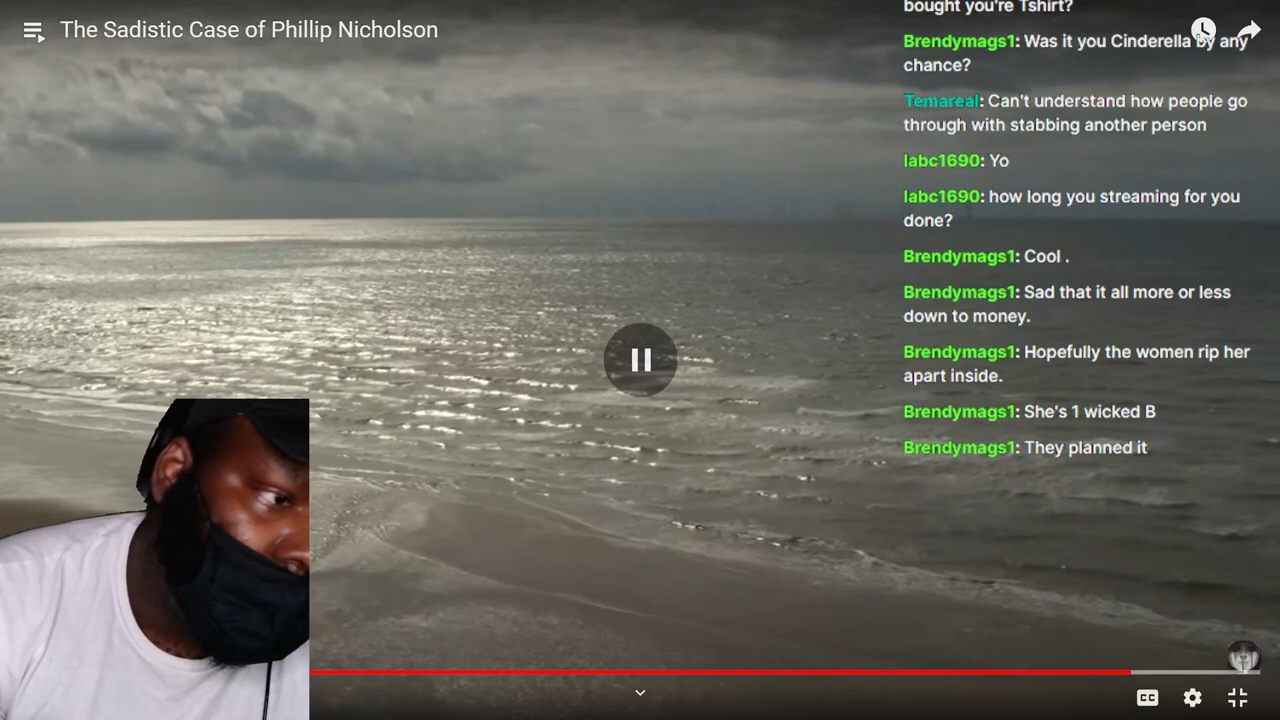 The Sadistic Case of Phillip Nicholson
bought you're Tshirt?
Brendymags1: Was it you Cinderella by any
chance?
Temareal: Can't understand how people go
through with stabbing another person
labc1690: Yo
labc1690: how long you streaming for you
done?
Brendymags1: Cool .
Brendymags1: Sad that it all more or less
down to money.
Brendymags1: Hopefully the women rip her
apart inside.
Brendymags1: She's 1 wicked B
Brendymags1: They planned it
CC